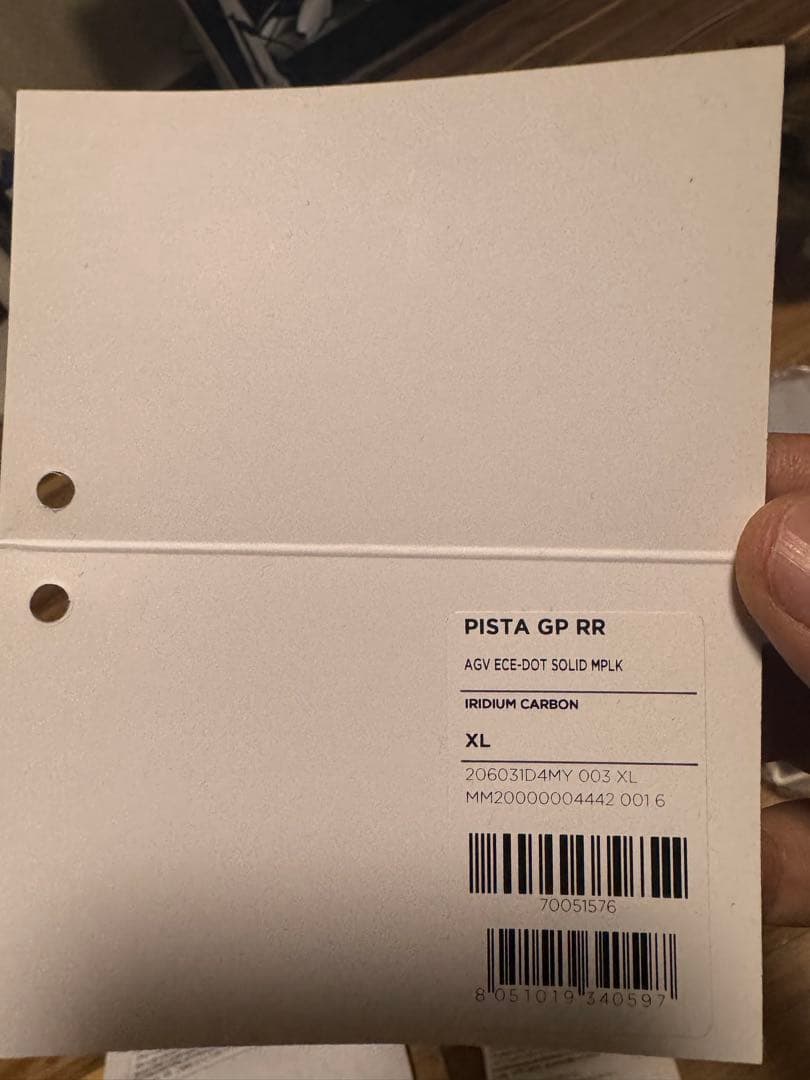 PISTA GP RR
AGV ECE-DOT SOLID MPLK
IRIDIUM CARBON
XL
206031D4MY 003 XL
MM20000004442 001 6
70051576
8 051019 340597